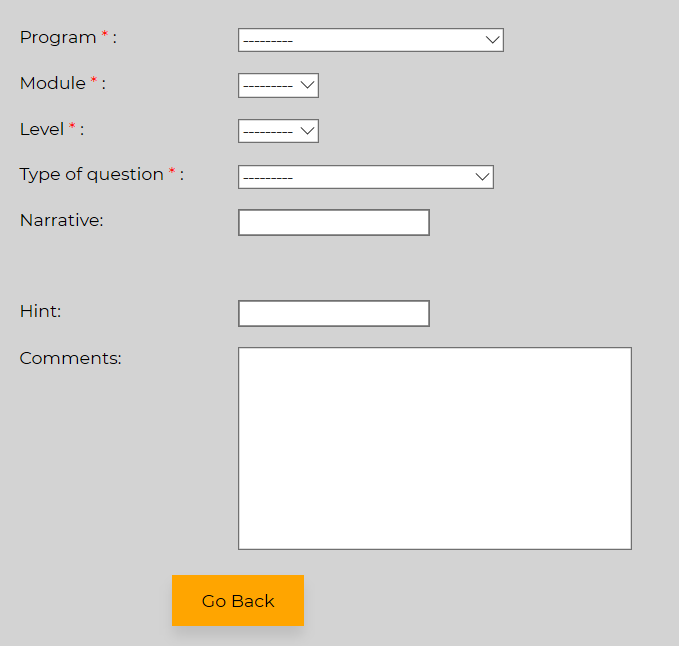 Program * : ---------
Module * : ---------
Level * : ---------
Type of question * : ---------
Narrative:
Hint:
Comments:
Go Back